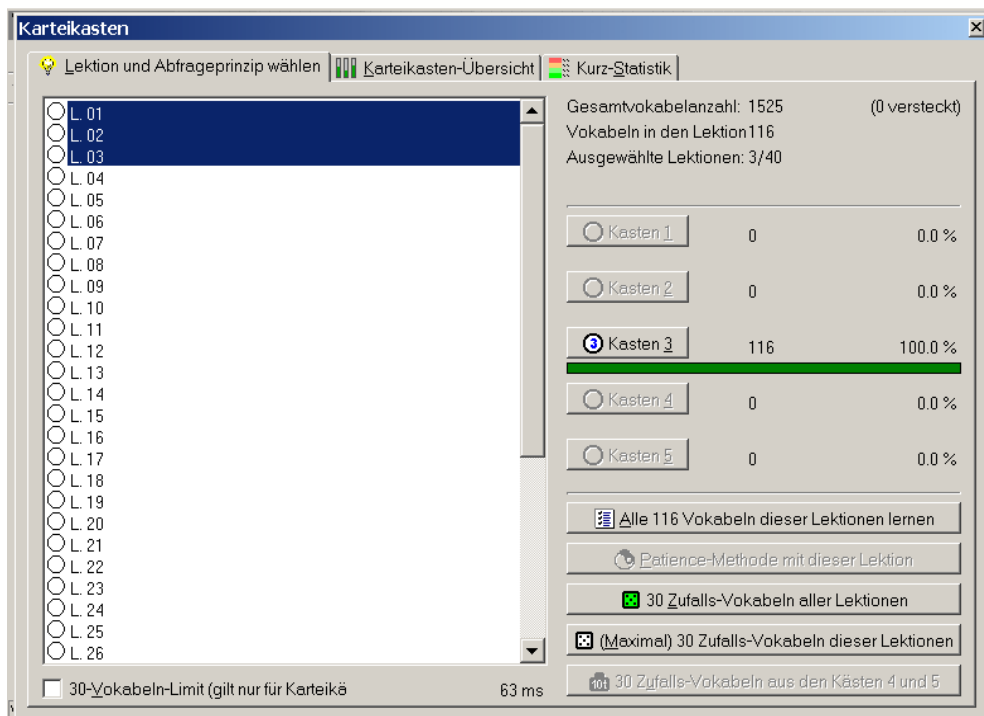 Karteikasten
Lektion und Abfrageprinzip wählen
Karteikasten-Übersicht
Kurz-Statistik
L. 01
L. 02
L. 03
L. 04
L. 05
L. 06
L. 07
L. 08
L. 09
L. 10
L. 11
L. 12
L. 13
L. 14
L. 15
L. 16
L. 17
L. 18
L. 19
L. 20
L. 21
L. 22
L. 23
L. 24
L. 25
L. 26
30-Vokabeln-Limit (gilt nur für Karteikä
63 ms
Gesamtvokabelanzahl: 1525 (0 versteckt)
Vokabeln in den Lektion116
Ausgewählte Lektionen: 3/40
Kasten 1 0 0.0 %
Kasten 2 0 0.0 %
3 Kasten 3 116 100.0 %
Kasten 4 0 0.0 %
Kasten 5 0 0.0 %
Alle 116 Vokabeln dieser Lektionen lernen
Patience-Methode mit dieser Lektion
30 Zufalls-Vokabeln aller Lektionen
(Maximal) 30 Zufalls-Vokabeln dieser Lektionen
30 Zufalls-Vokabeln aus den Kästen 4 und 5